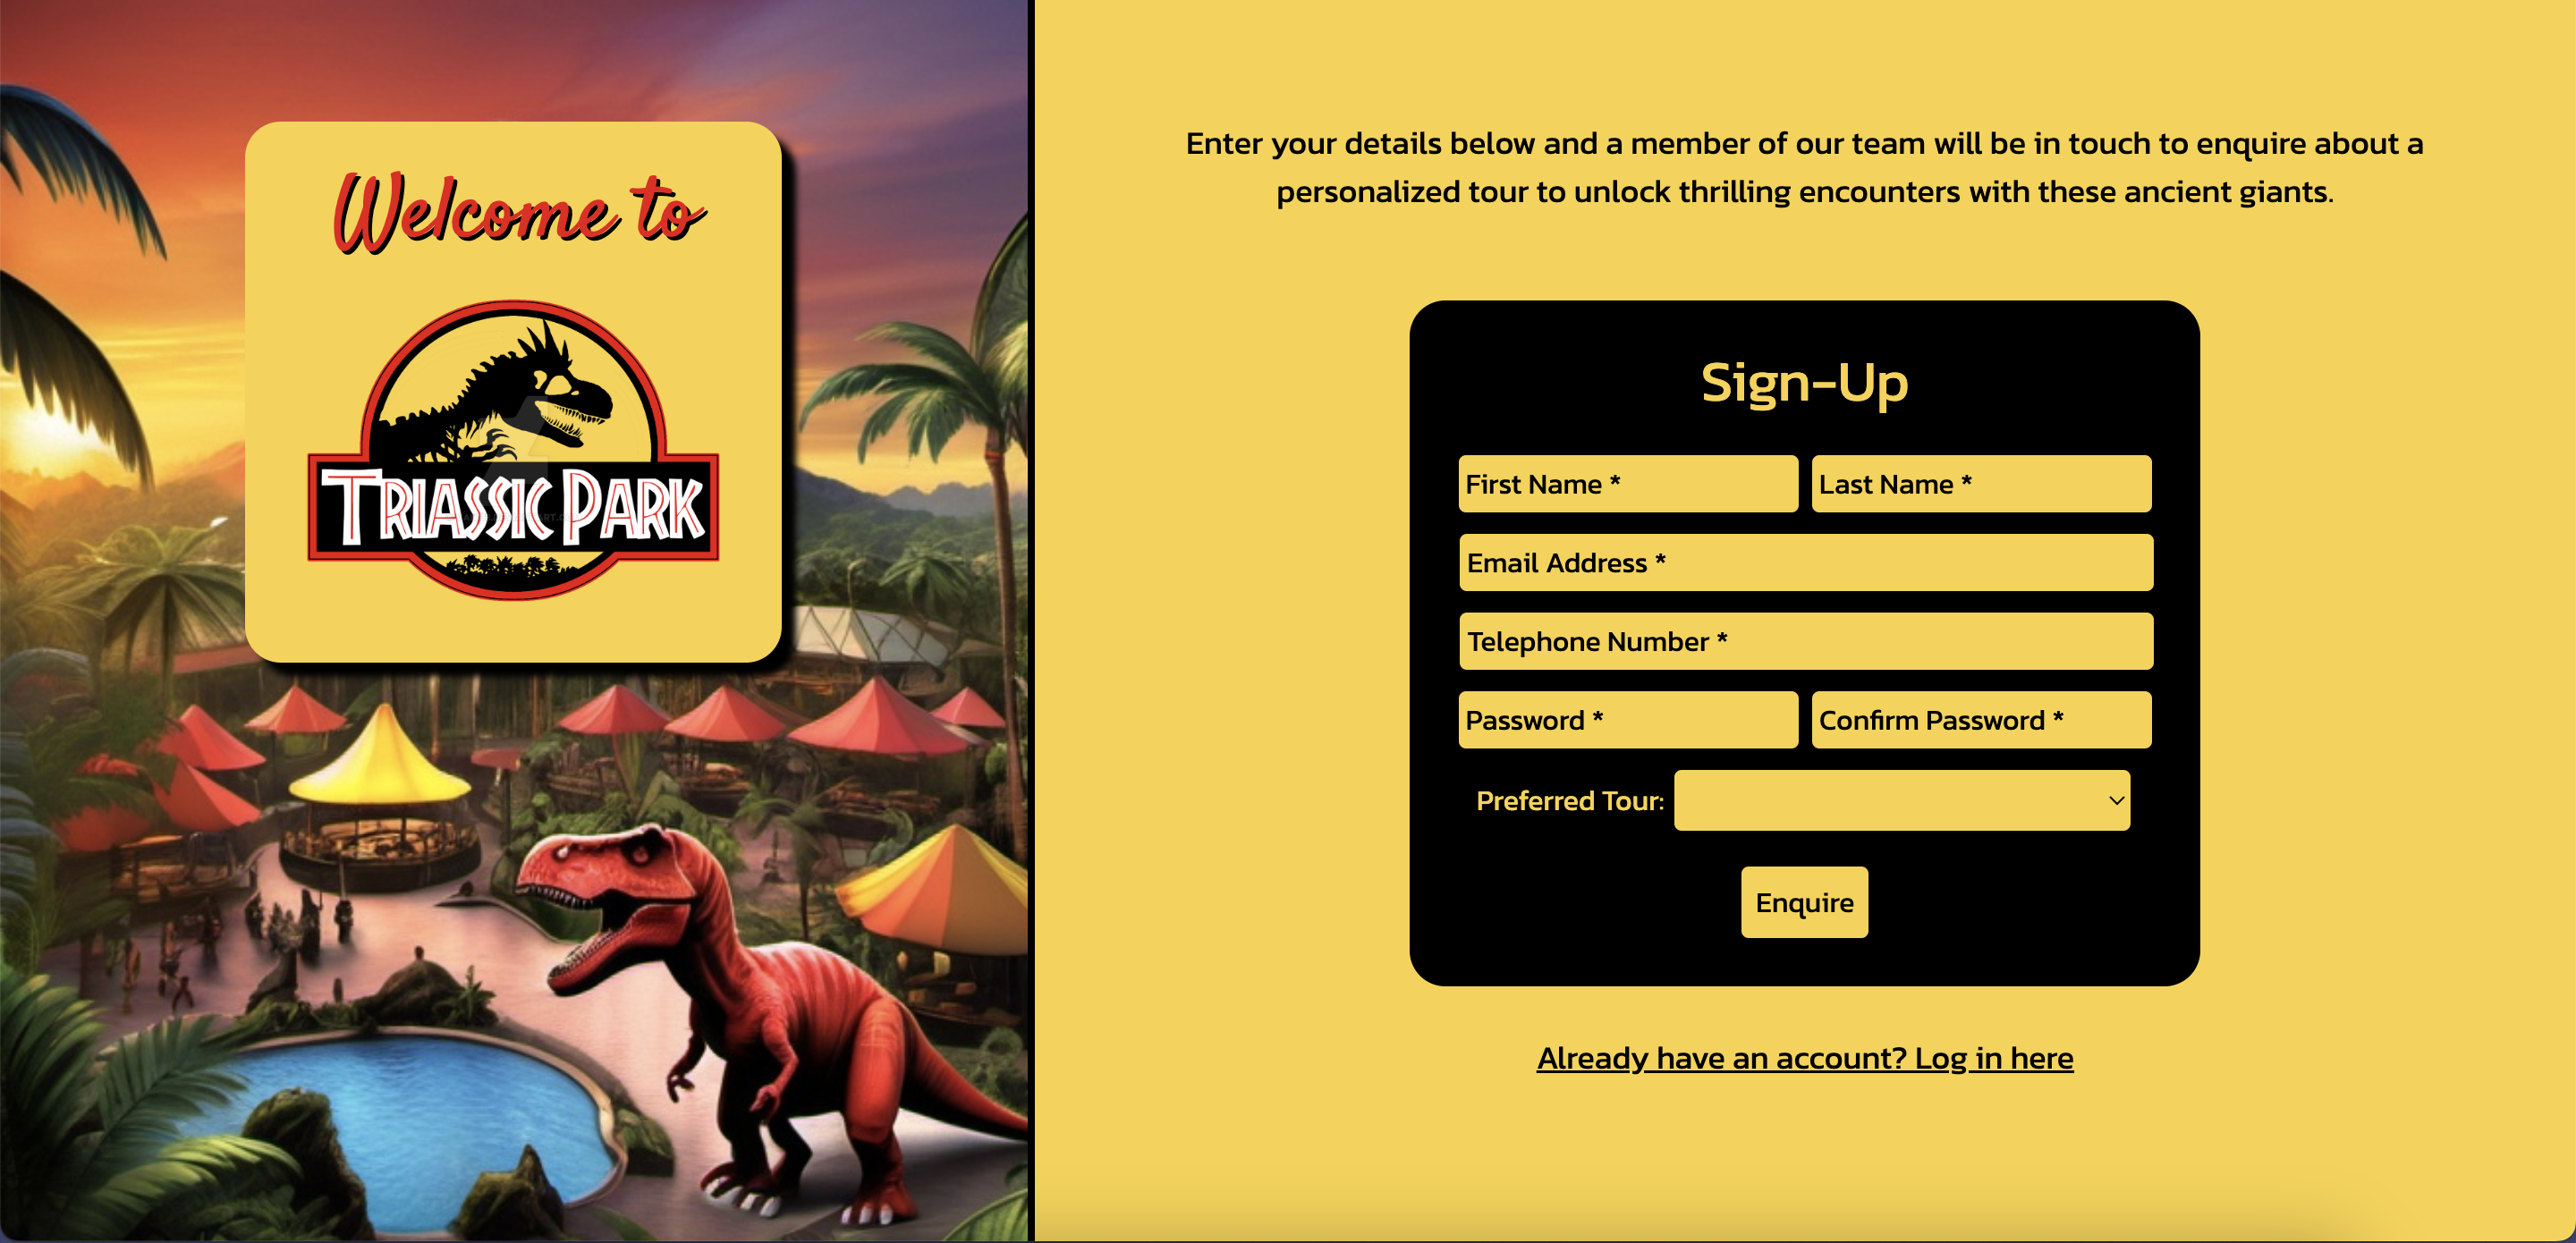 Welcome to
TRIASSIC PARK
Enter your details below and a member of our team will be in touch to enquire about a
personalized tour to unlock thrilling encounters with these ancient giants.
Sign-Up
First Name *
Last Name *
Email Address *
Telephone Number *
Password *
Confirm Password *
Preferred Tour:
Enquire
Already have an account? Log in here